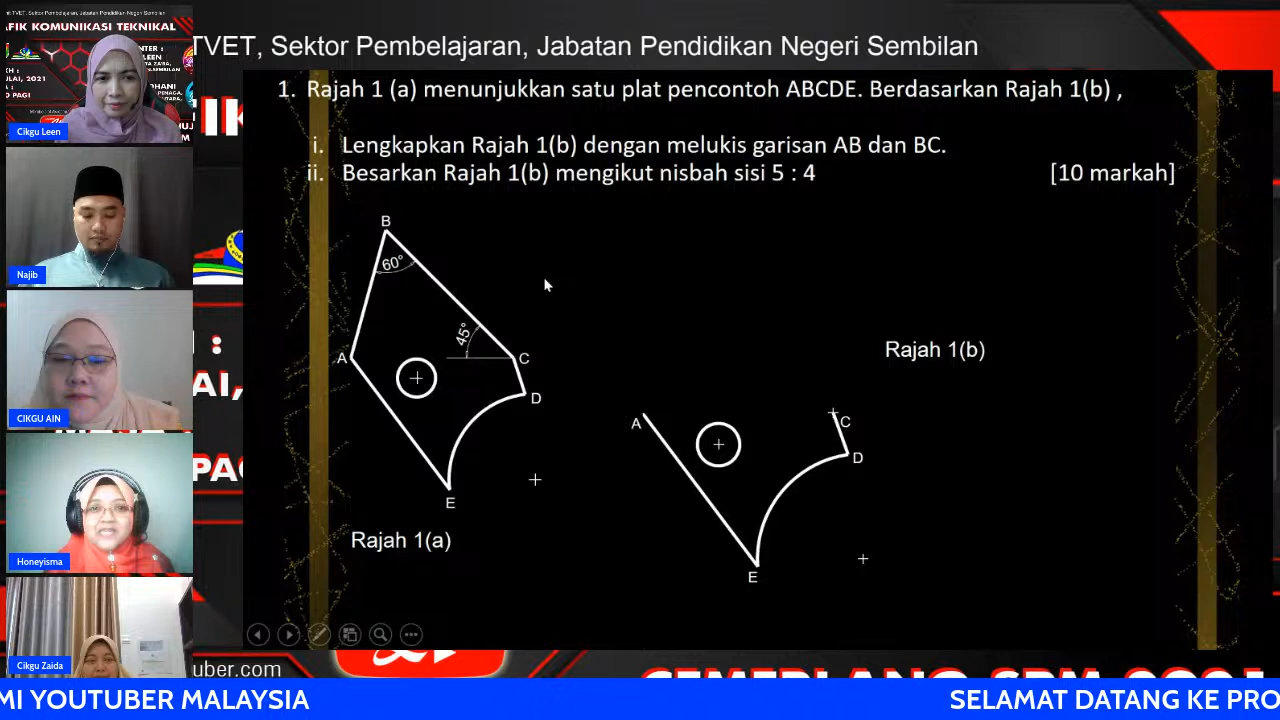 TVET, Sektor Pembelajaran, Jabatan Pendidikan Negeri Sembilan
1. Rajah 1 (a) menunjukkan satu plat pencontoh ABCDE. Berdasarkan Rajah 1(b) ,
i. Lengkapkan Rajah 1(b) dengan melukis garisan AB dan BC.
ii. Besarkan Rajah 1(b) mengikut nisbah sisi 5 : 4 [10 markah]
B
60°
45°
A
C
D
E
Rajah 1(a)
Rajah 1(b)
A
C
D
E
AFIK KOMUNIKASI TEKNIKAL
Cikgu Leen
Najib
CIKGU AIN
Honeyisma
Cikgu Zaida
uber.com
MI YOUTUBER MALAYSIA
SELAMAT DATANG KE PRO